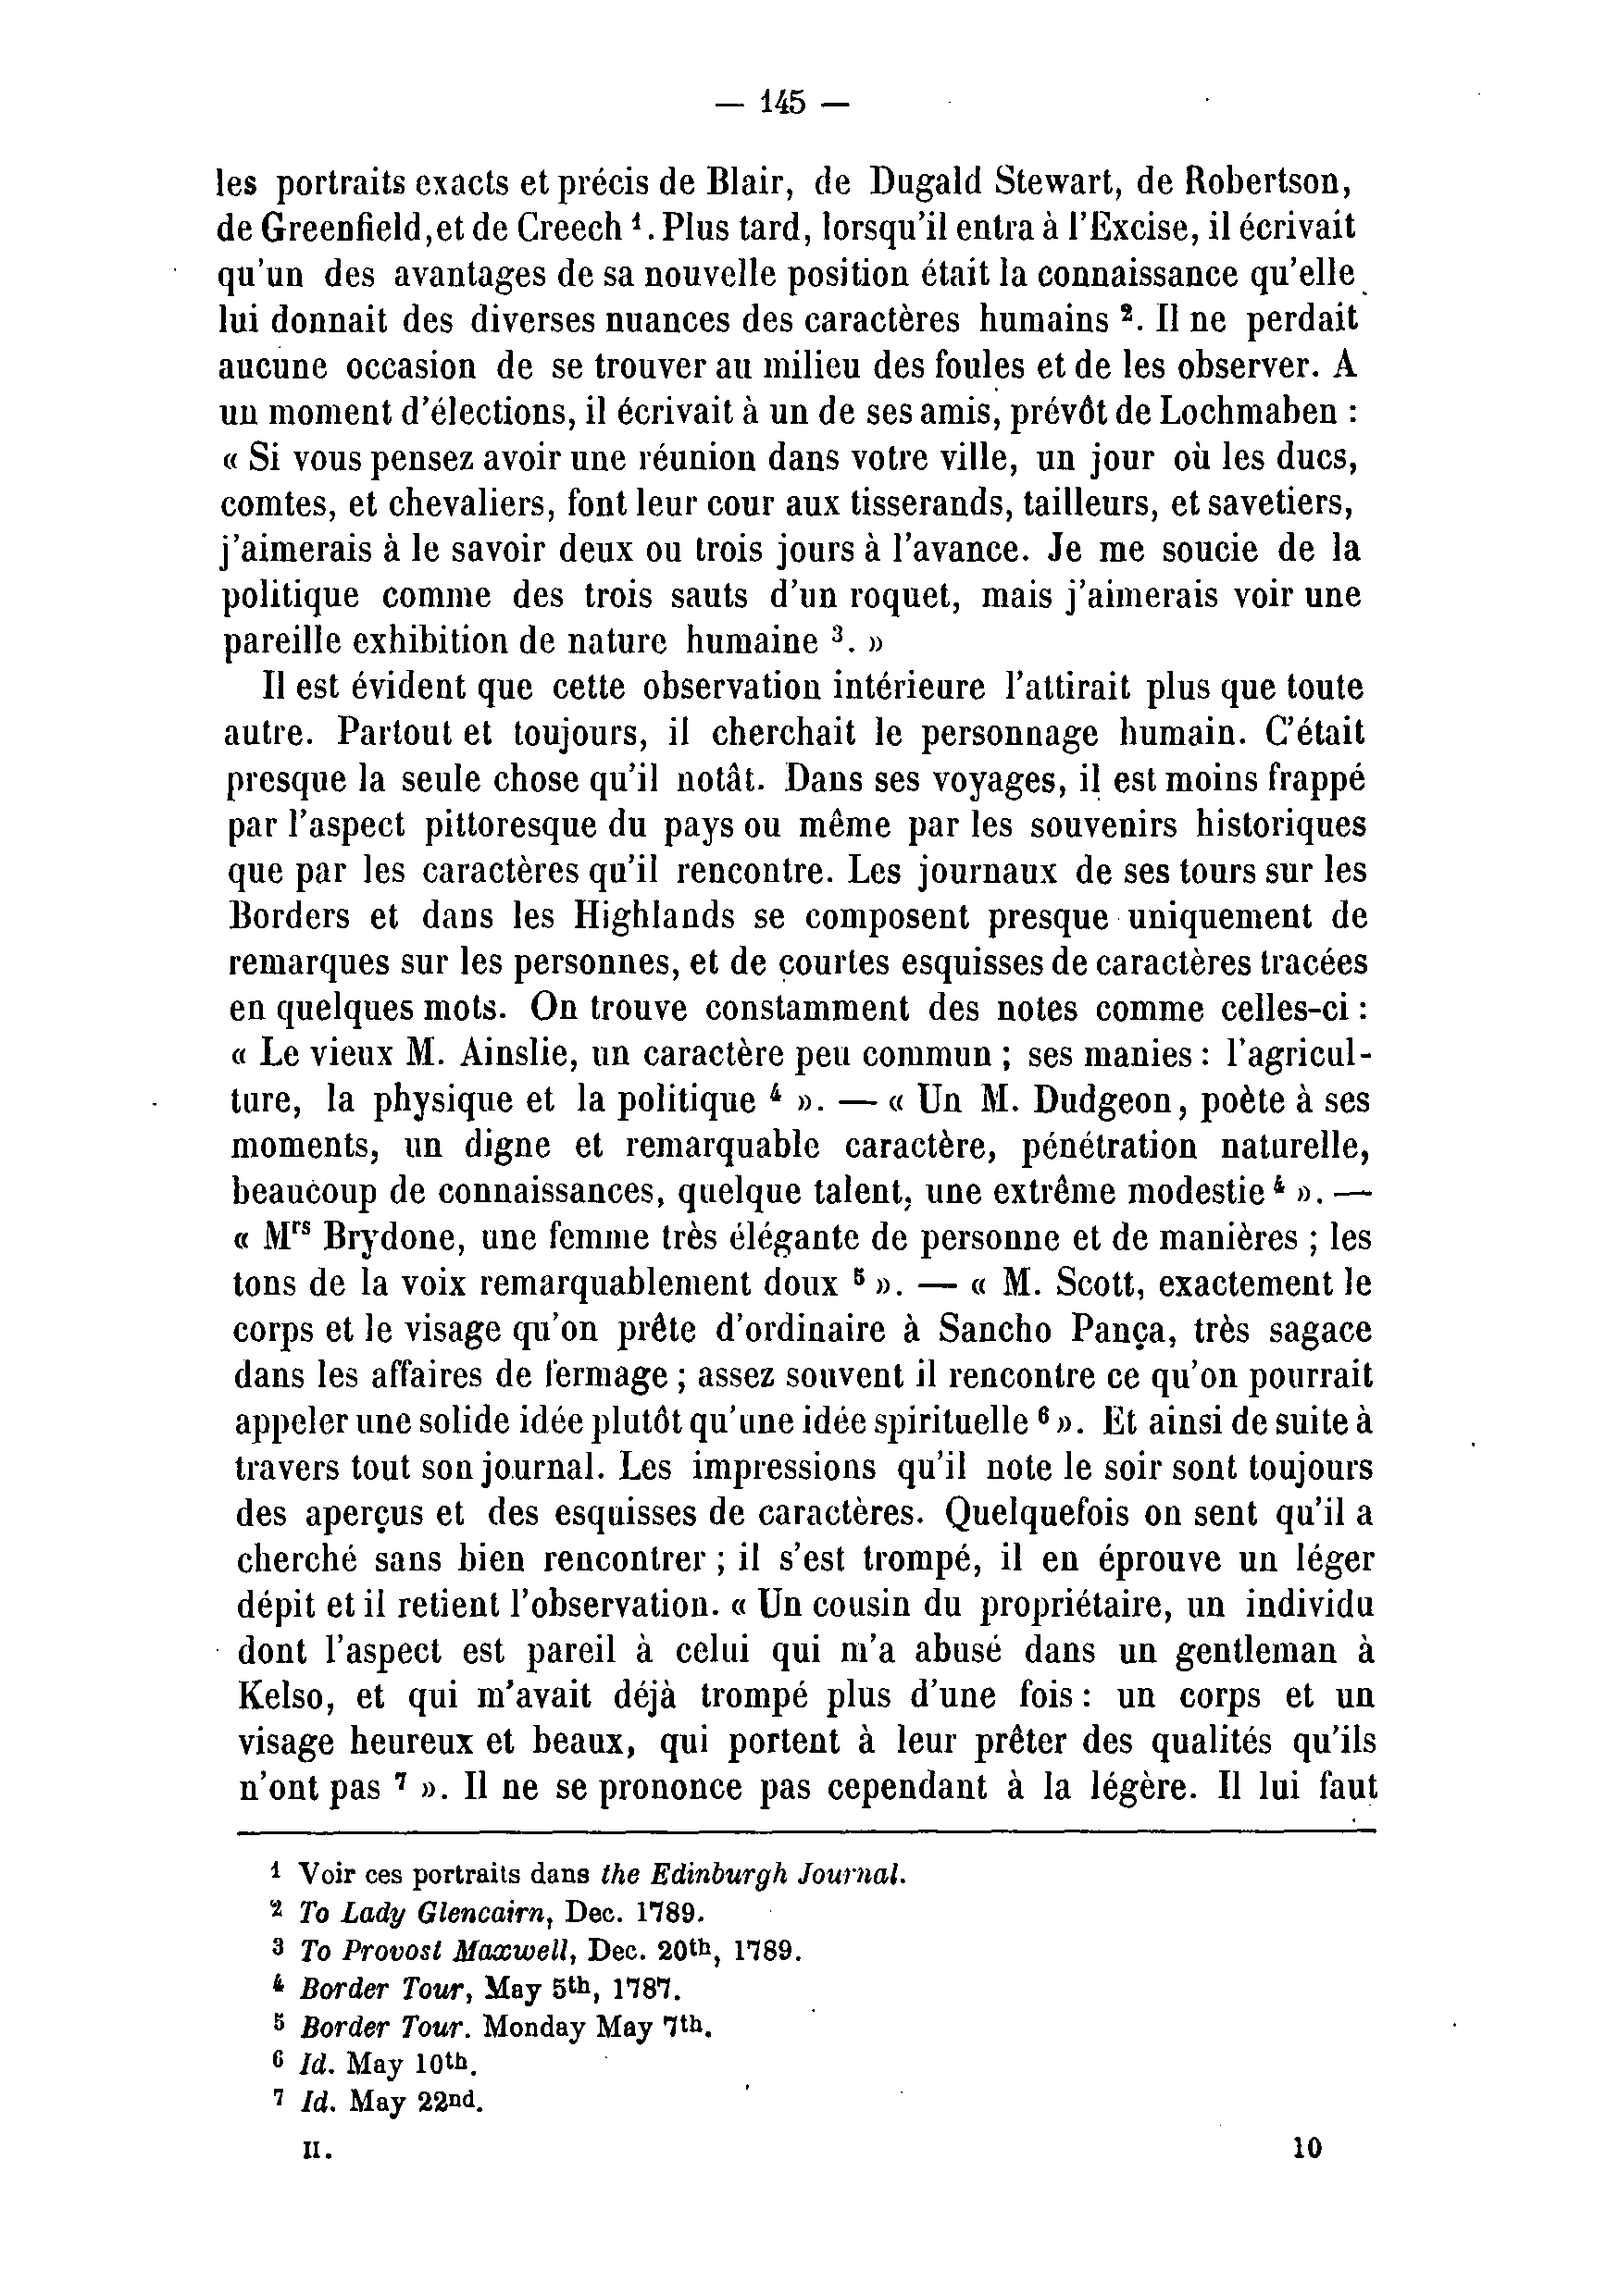 — 145 —
les portraits exacts et précis de Blair, de Dugald Stewart, de Robertson,
de Greenfield, et de Creech ¹. Plus tard, lorsqu'il entra à l'Excise, il écrivait
qu'un des avantages de sa nouvelle position était la connaissance qu'elle
lui donnait des diverses nuances des caractères humains ². Il ne perdait
aucune occasion de se trouver au milieu des foules et de les observer. A
un moment d'élections, il écrivait à un de ses amis, prévôt de Lochmaben :
« Si vous pensez avoir une réunion dans votre ville, un jour où les ducs,
comtes, et chevaliers, font leur cour aux tisserands, tailleurs, et savetiers,
j'aimerais à le savoir deux ou trois jours à l'avance. Je me soucie de la
politique comme des trois sauts d'un roquet, mais j'aimerais voir une
pareille exhibition de nature humaine ³. »
Il est évident que cette observation intérieure l'attirait plus que toute
autre. Partout et toujours, il cherchait le personnage humain. C'était
presque la seule chose qu'il notât. Dans ses voyages, il est moins frappé
par l'aspect pittoresque du pays ou même par les souvenirs historiques
que par les caractères qu'il rencontre. Les journaux de ses tours sur les
Borders et dans les Highlands se composent presque uniquement de
remarques sur les personnes, et de courtes esquisses de caractères tracées
en quelques mots. On trouve constamment des notes comme celles-ci :
« Le vieux M. Ainslie, un caractère peu commun ; ses manies : l'agricul-
ture, la physique et la politique ⁴ ». — « Un M. Dudgeon, poète à ses
moments, un digne et remarquable caractère, pénétration naturelle,
beaucoup de connaissances, quelque talent, une extrême modestie ⁴ ». —
« Mrs Brydone, une femme très élégante de personne et de manières ; les
tons de la voix remarquablement doux ⁵ ». — « M. Scott, exactement le
corps et le visage qu'on prête d'ordinaire à Sancho Pança, très sagace
dans les affaires de fermage ; assez souvent il rencontre ce qu'on pourrait
appeler une solide idée plutôt qu'une idée spirituelle ⁶ ». Et ainsi de suite à
travers tout son journal. Les impressions qu'il note le soir sont toujours
des aperçus et des esquisses de caractères. Quelquefois on sent qu'il a
cherché sans bien rencontrer ; il s'est trompé, il en éprouve un léger
dépit et il retient l'observation. « Un cousin du propriétaire, un individu
dont l'aspect est pareil à celui qui m'a abusé dans un gentleman à
Kelso, et qui m'avait déjà trompé plus d'une fois : un corps et un
visage heureux et beaux, qui portent à leur prêter des qualités qu'ils
n'ont pas ⁷ ». Il ne se prononce pas cependant à la légère. Il lui faut
¹ Voir ces portraits dans the Edinburgh Journal.
² To Lady Glencairn, Dec. 1789.
³ To Provost Maxwell, Dec. 20th, 1789.
⁴ Border Tour, May 5th, 1787.
⁵ Border Tour. Monday May 7th.
⁶ Id. May 10th.
⁷ Id. May 22nd.
II. 10